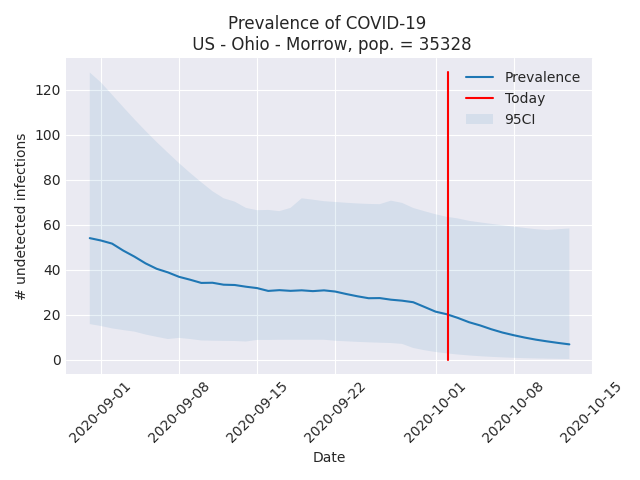 Prevalence of COVID-19
US - Ohio - Morrow, pop. = 35328
Prevalence
Today
95CI
# undetected infections
120
100
80
60
40
20
0
2020-09-01
2020-09-08
2020-09-15
2020-09-22
2020-10-01
2020-10-08
2020-10-15
Date